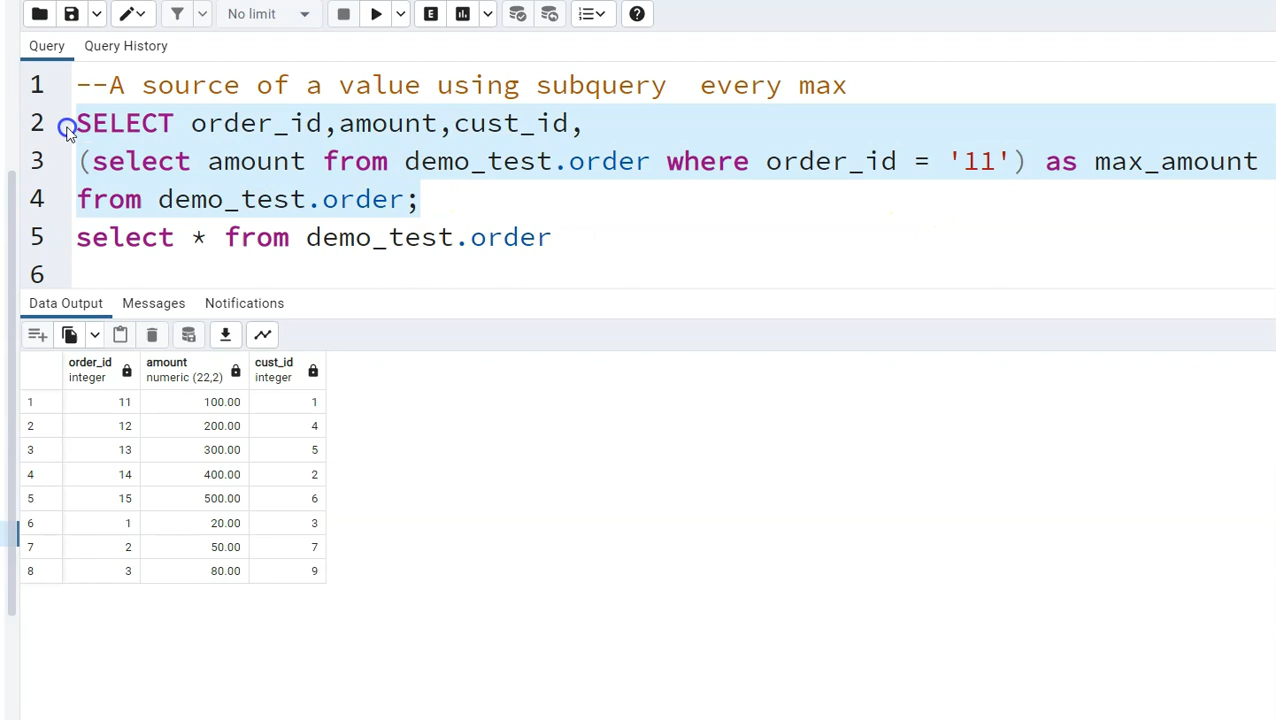 No limit
Query Query History
1 --A source of a value using subquery  every max
2 SELECT order_id,amount,cust_id,
3 (select amount from demo_test.order where order_id = '11') as max_amount
4 from demo_test.order;
5 select * from demo_test.order
6
Data Output Messages Notifications
order_id amount cust_id
integer numeric (22,2) integer
1 11 100.00 1
2 12 200.00 4
3 13 300.00 5
4 14 400.00 2
5 15 500.00 6
6 1 20.00 3
7 2 50.00 7
8 3 80.00 9